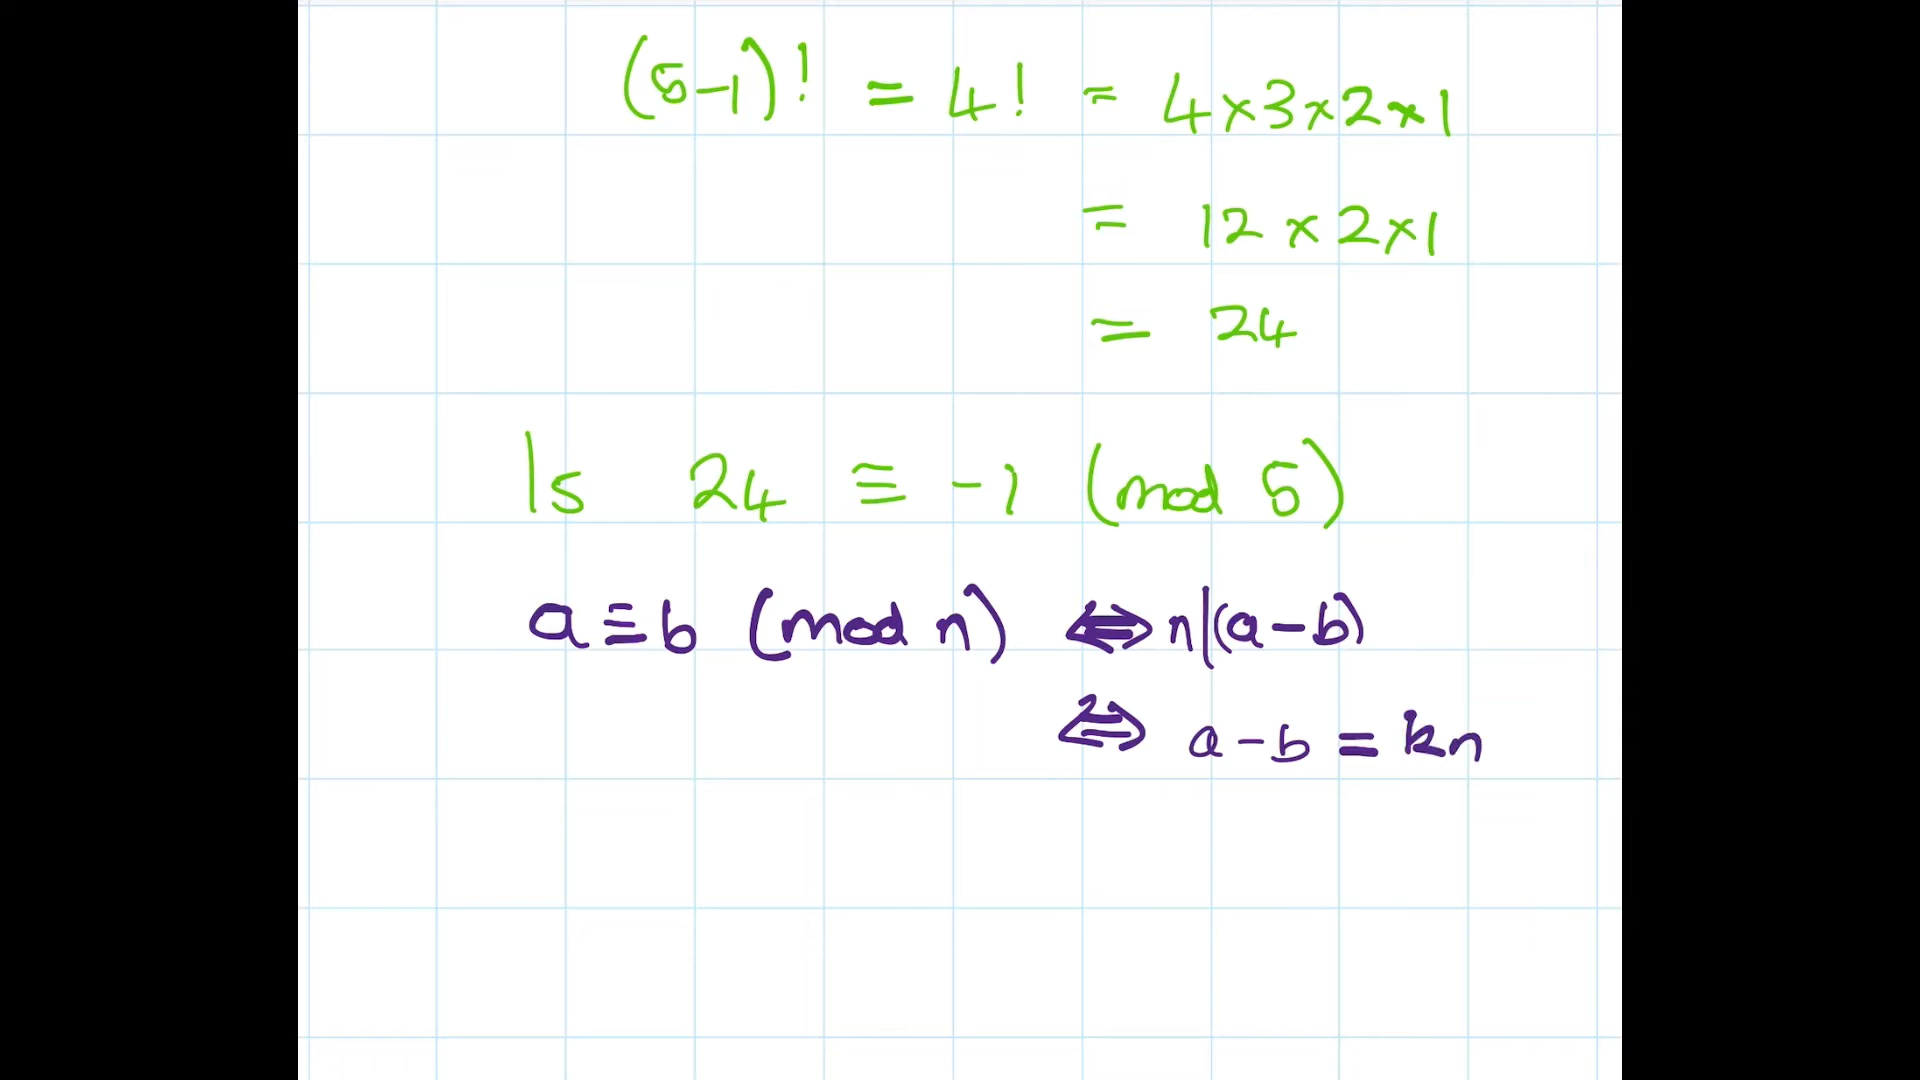 (5-1)! = 4! = 4×3×2×1
= 12×2×1
= 24
Is 24 ≡ -1 (mod 5)
a≡b (mod n) ⇔ n|(a-b)
⇔ a-b = kn